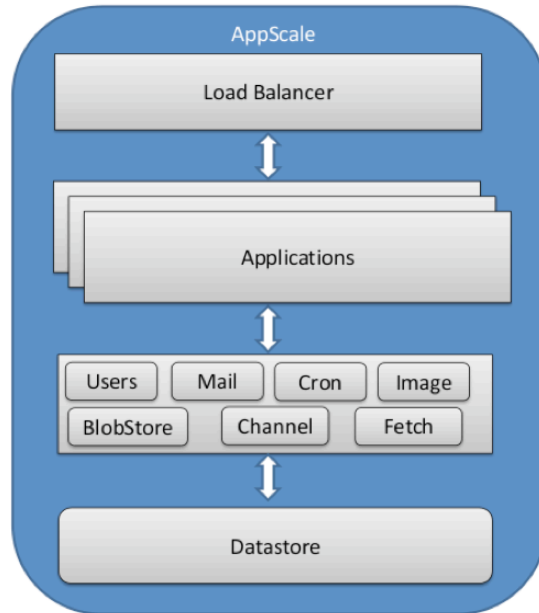 AppScale
Load Balancer
Applications
Users Mail Cron Image
BlobStore Channel Fetch
Datastore